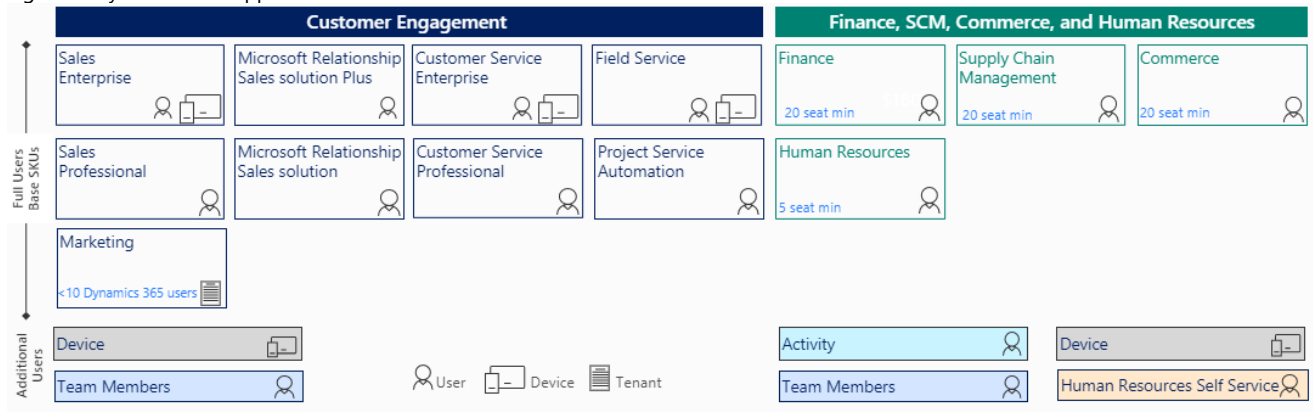 Customer Engagement
Finance, SCM, Commerce, and Human Resources
Sales
Enterprise
Microsoft Relationship
Sales solution Plus
Customer Service
Enterprise
Field Service
Finance
20 seat min
Supply Chain
Management
20 seat min
Commerce
20 seat min
Full Users
Base SKUs
Sales
Professional
Microsoft Relationship
Sales solution
Customer Service
Professional
Project Service
Automation
Human Resources
5 seat min
Marketing
<10 Dynamics 365 users
Additional
Users
Device
Team Members
User
Device
Tenant
Activity
Team Members
Device
Human Resources Self Service